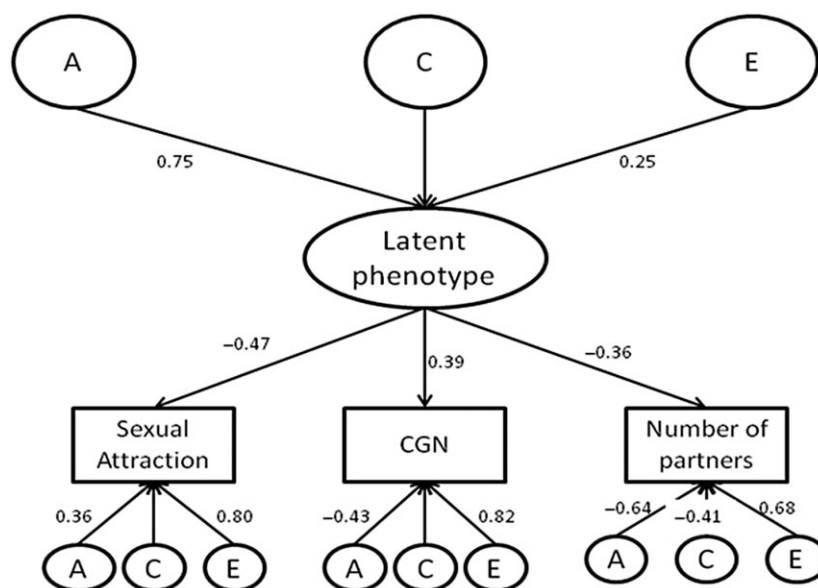 A
C
E
0.75
0.25
Latent
phenotype
−0.47
0.39
−0.36
Sexual
Attraction
CGN
Number of
partners
0.36
0.80
−0.43
0.82
−0.64
−0.41
0.68
A
C
E
A
C
E
A
C
E